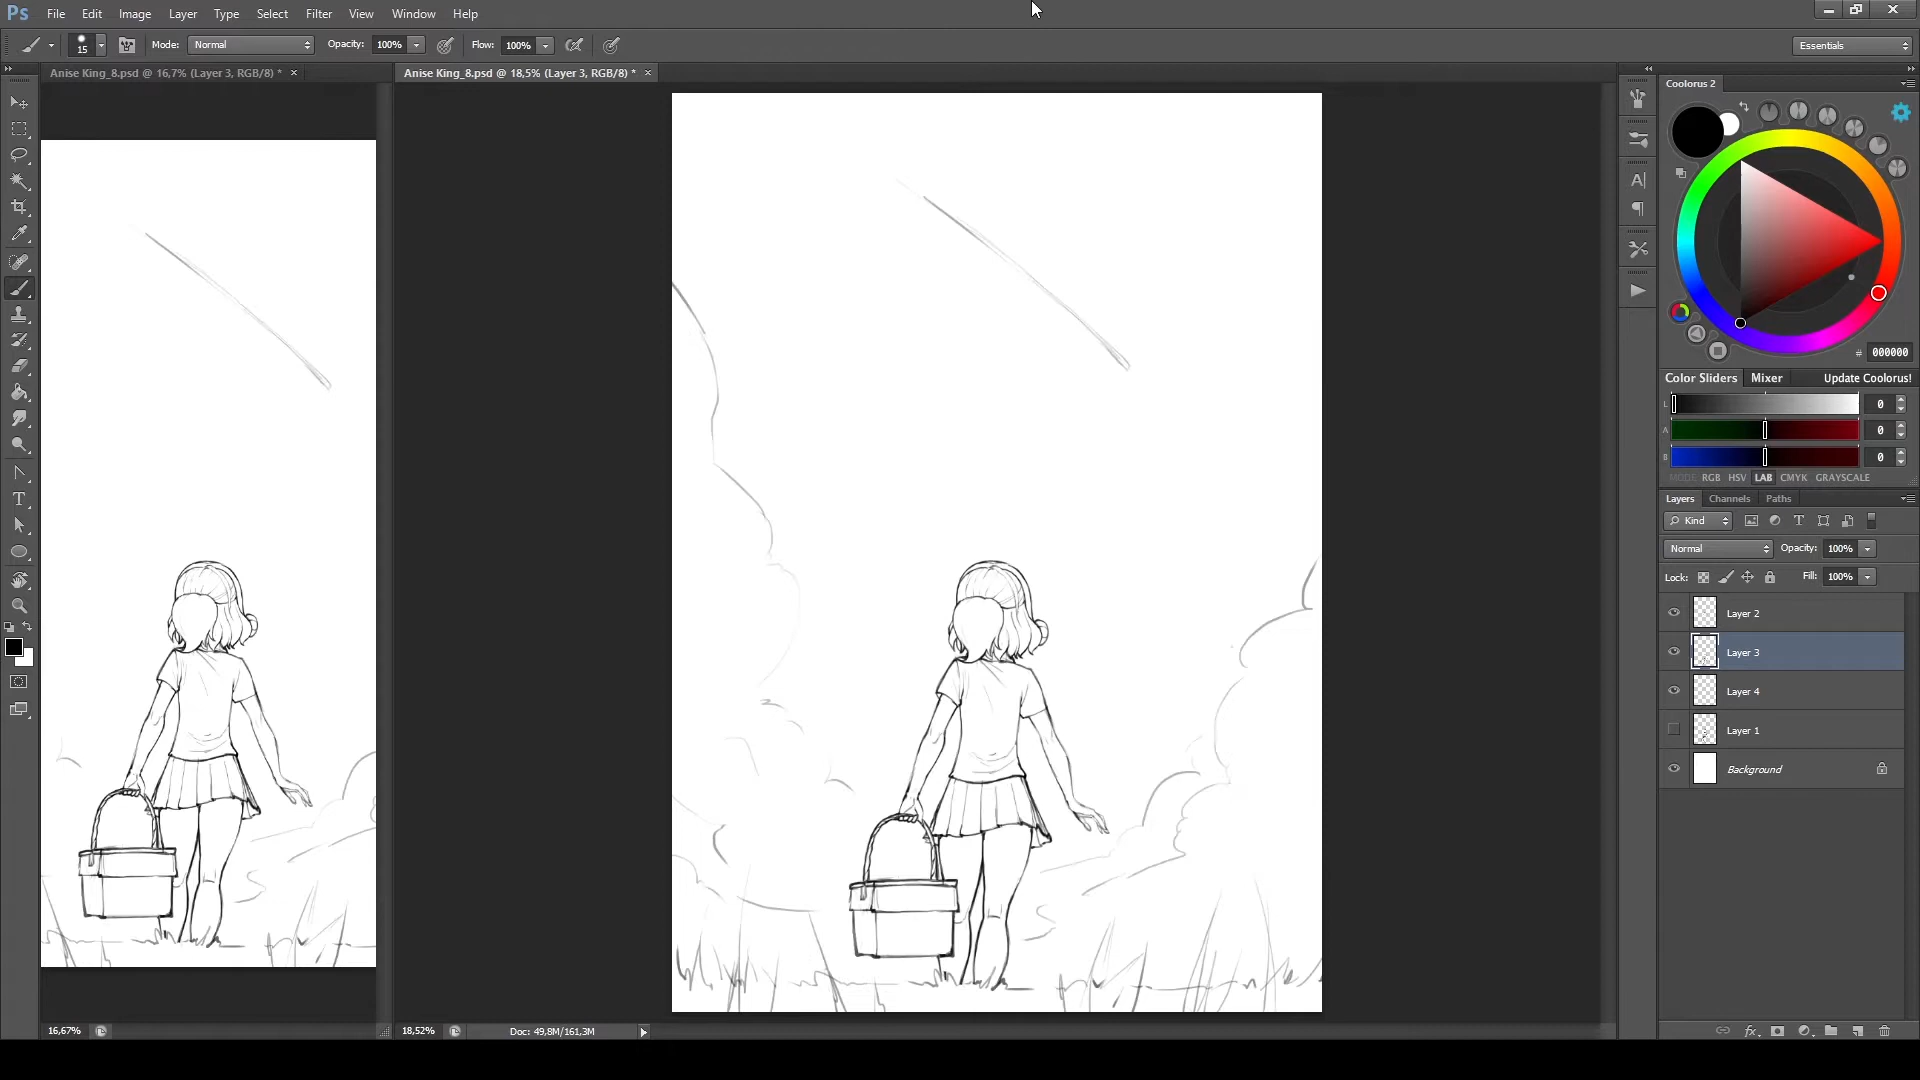 Ps File Edit Image Layer Type Select Filter View Window Help
15 Mode: Normal Opacity: 100% Flow: 100% Essentials
Anise King_8.psd @ 16,7% (Layer 3, RGB/8) * × Anise King_8.psd @ 18,5% (Layer 3, RGB/8) * ×
Coolorus 2
# 000000
Color Sliders Mixer Update Coolorus!
L 0
A 0
B 0
MODE RGB HSV LAB CMYK GRAYSCALE
Layers Channels Paths
Kind
Normal Opacity: 100%
Lock: Fill: 100%
Layer 2
Layer 3
Layer 4
Layer 1
Background
16,67% 18,52% Doc: 49,8M/161,3M